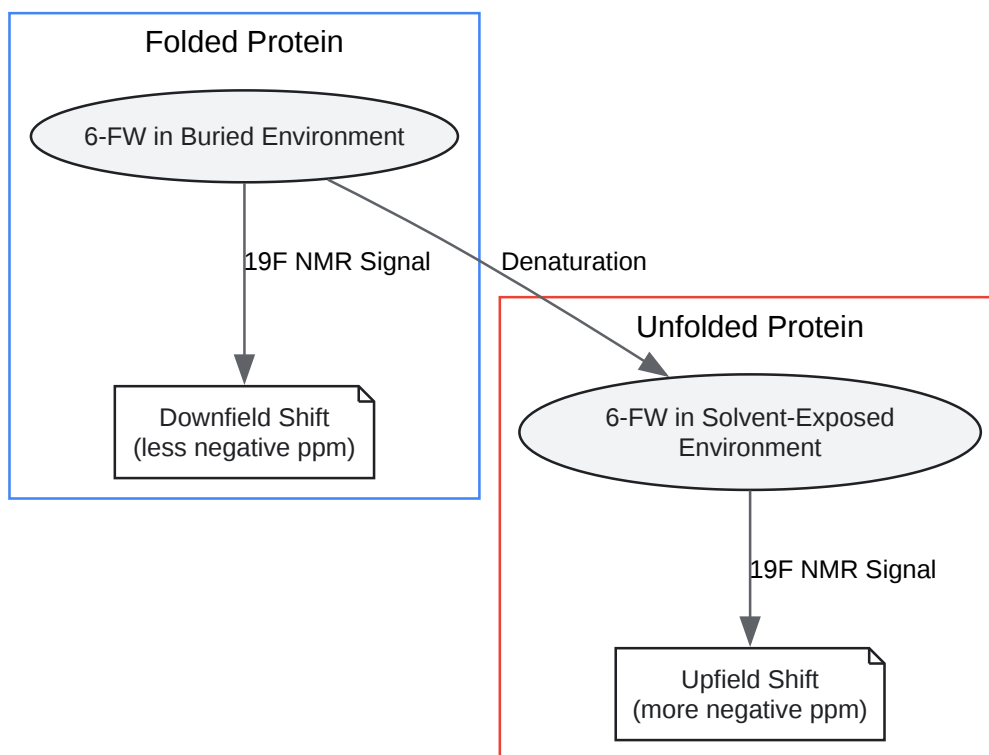 Folded Protein
6-FW in Buried Environment
19F NMR Signal
Downfield Shift
(less negative ppm)
Denaturation
Unfolded Protein
6-FW in Solvent-Exposed
Environment
19F NMR Signal
Upfield Shift
(more negative ppm)